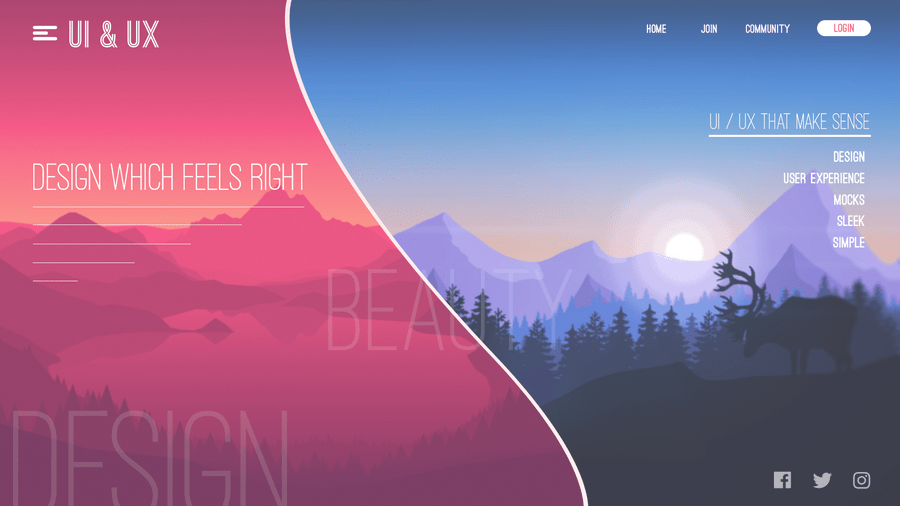 UI & UX
HOME JOIN COMMUNITY LOGIN
UI / UX THAT MAKE SENSE
DESIGN
USER EXPERIENCE
MOCKS
SLEEK
SIMPLE
DESIGN WHICH FEELS RIGHT
BEAUTY
DESIGN